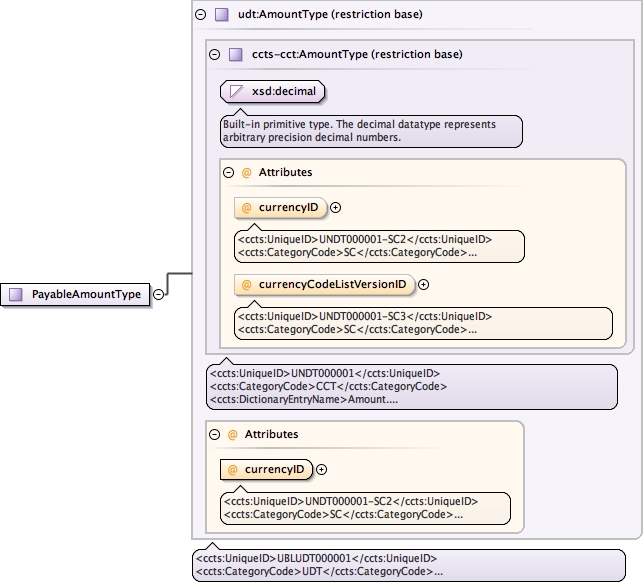 udt:AmountType (restriction base)
ccts-cct:AmountType (restriction base)
xsd:decimal
Built-in primitive type. The decimal datatype represents
arbitrary precision decimal numbers.
@ Attributes
@ currencyID
<ccts:UniqueID>UNDT000001-SC2</ccts:UniqueID>
<ccts:CategoryCode>SC</ccts:CategoryCode>...
@ currencyCodeListVersionID
<ccts:UniqueID>UNDT000001-SC3</ccts:UniqueID>
<ccts:CategoryCode>SC</ccts:CategoryCode>...
PayableAmountType
<ccts:UniqueID>UNDT000001</ccts:UniqueID>
<ccts:CategoryCode>CCT</ccts:CategoryCode>
<ccts:DictionaryEntryName>Amount....
@ Attributes
@ currencyID
<ccts:UniqueID>UNDT000001-SC2</ccts:UniqueID>
<ccts:CategoryCode>SC</ccts:CategoryCode>...
<ccts:UniqueID>UBLUDT000001</ccts:UniqueID>
<ccts:CategoryCode>UDT</ccts:CategoryCode>...